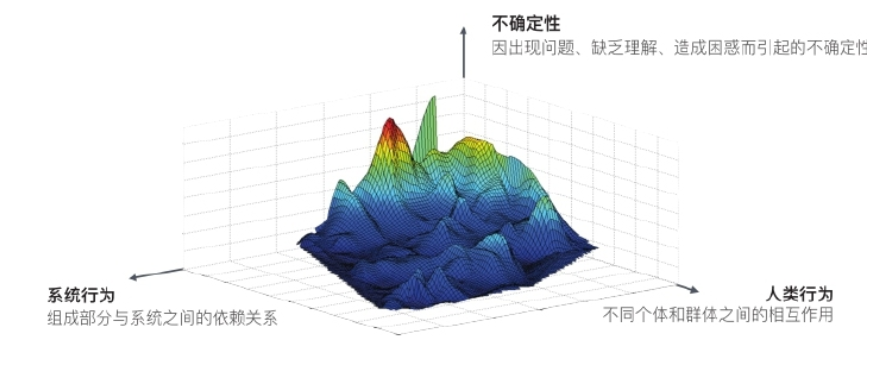 不确定性
因出现问题、缺乏理解、造成困惑而引起的不确定性
系统行为
组成部分与系统之间的依赖关系
人类行为
不同个体和群体之间的相互作用